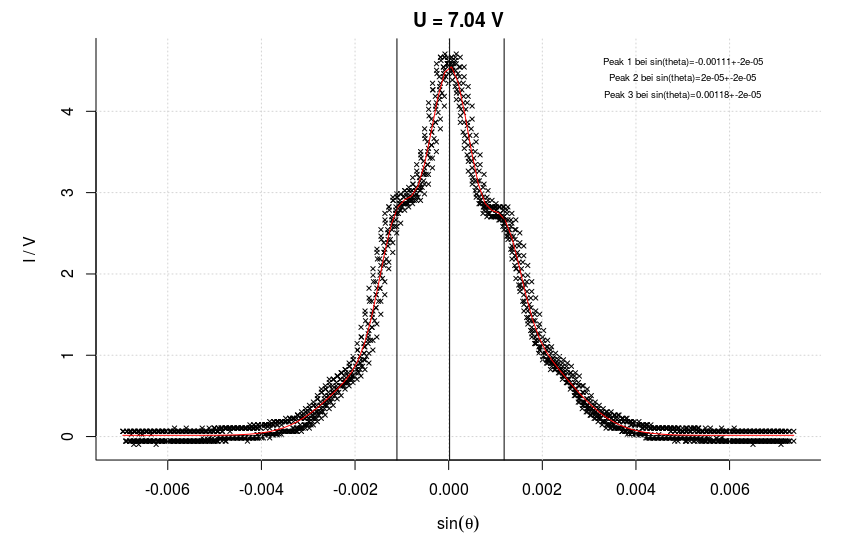 U = 7.04 V
Peak 1 bei sin(theta)=-0.00111+-2e-05
Peak 2 bei sin(theta)=2e-05+-2e-05
Peak 3 bei sin(theta)=0.00118+-2e-05
4
3
2
1
0
I / V
-0.006 -0.004 -0.002 0.000 0.002 0.004 0.006
sin(θ)